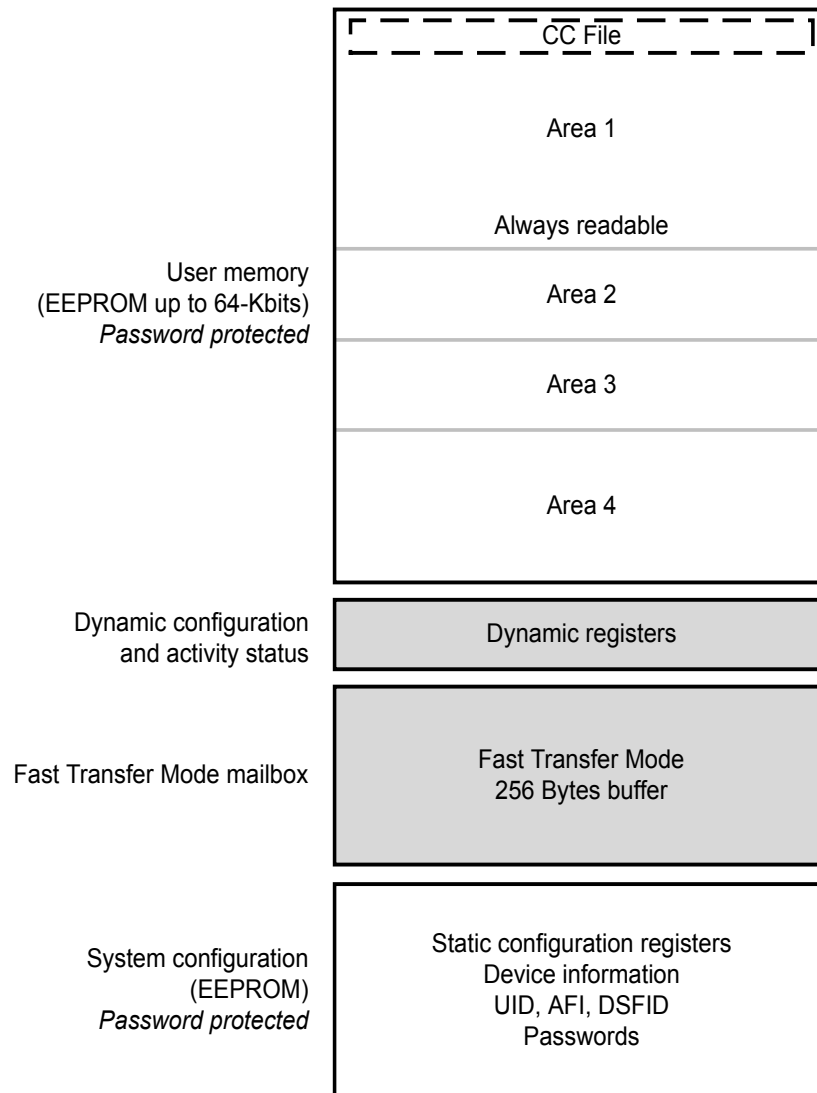 CC File
Area 1
Always readable
User memory
(EEPROM up to 64-Kbits)
Password protected
Area 2
Area 3
Area 4
Dynamic configuration
and activity status
Dynamic registers
Fast Transfer Mode mailbox
Fast Transfer Mode
256 Bytes buffer
System configuration
(EEPROM)
Password protected
Static configuration registers
Device information
UID, AFI, DSFID
Passwords